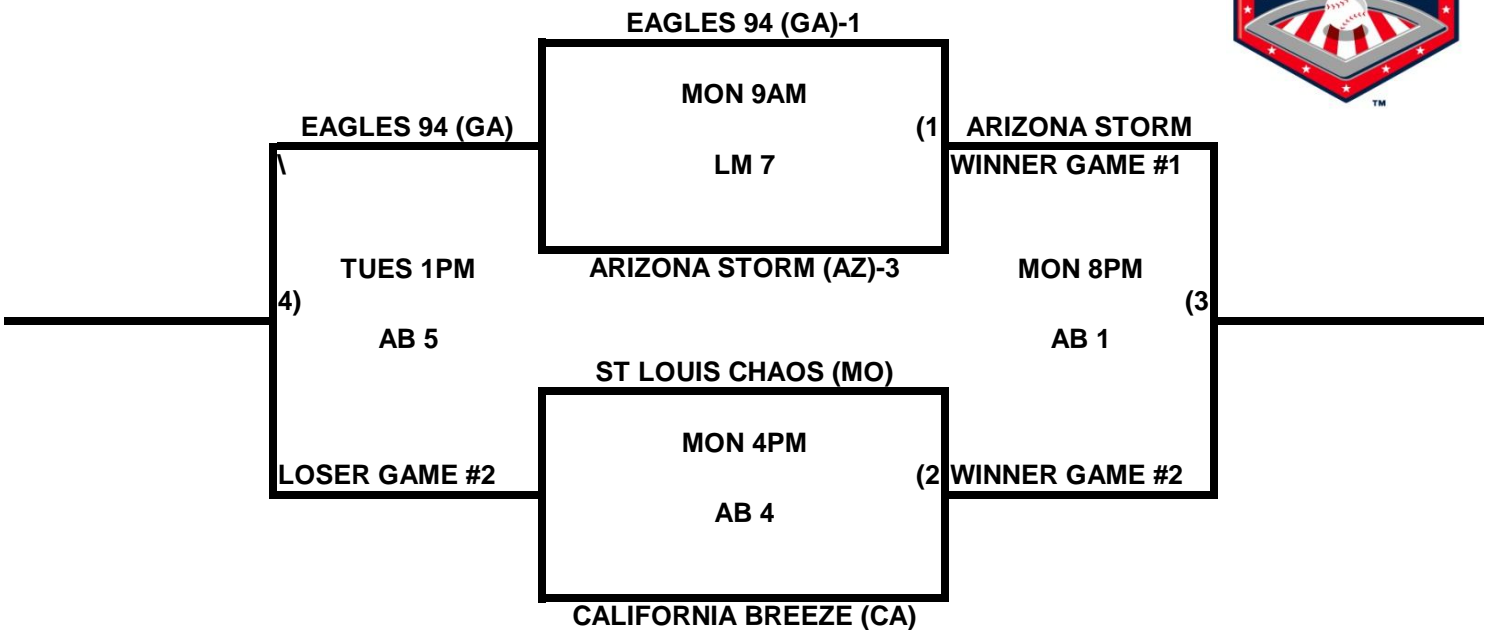 EAGLES 94 (GA)-1
MON 9AM
EAGLES 94 (GA)
(1
ARIZONA STORM
\
LM 7
WINNER GAME #1
TUES 1PM
ARIZONA STORM (AZ)-3
MON 8PM
4)
(3
AB 5
AB 1
ST LOUIS CHAOS (MO)
MON 4PM
LOSER GAME #2
(2
WINNER GAME #2
AB 4
CALIFORNIA BREEZE (CA)
TM